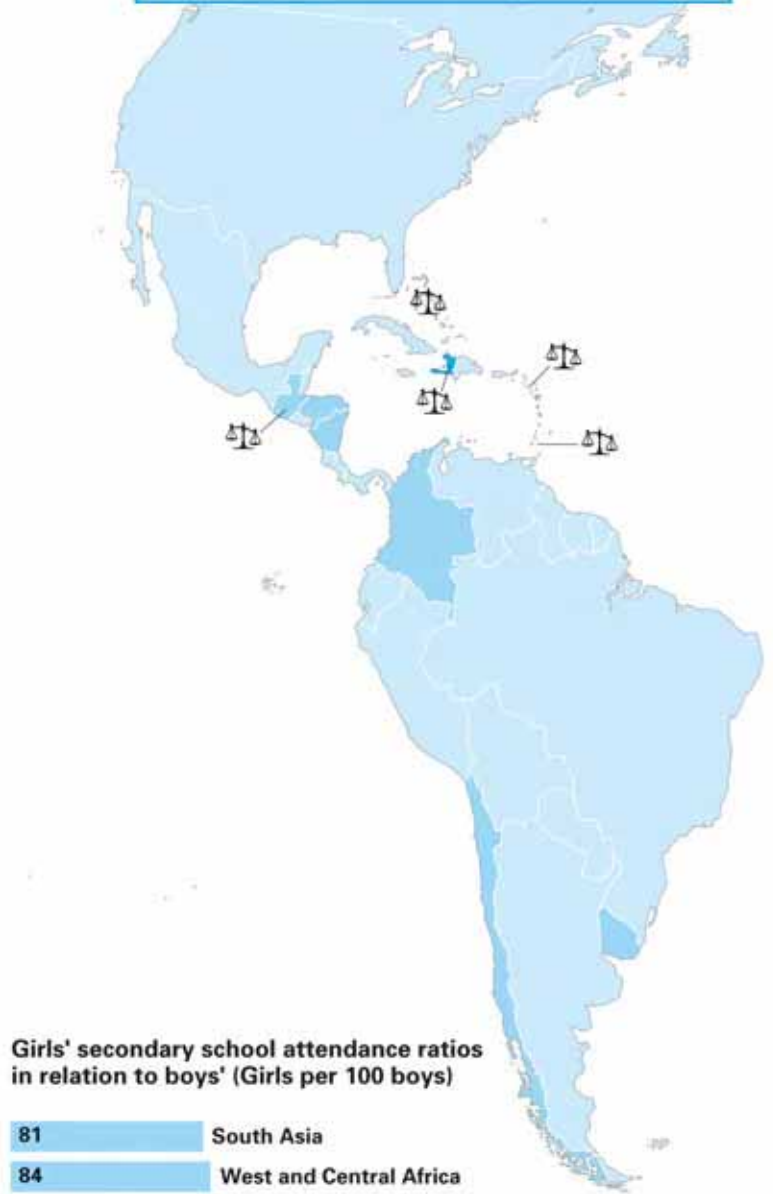 Girls' secondary school attendance ratios
in relation to boys' (Girls per 100 boys)
81 South Asia
84 West and Central Africa